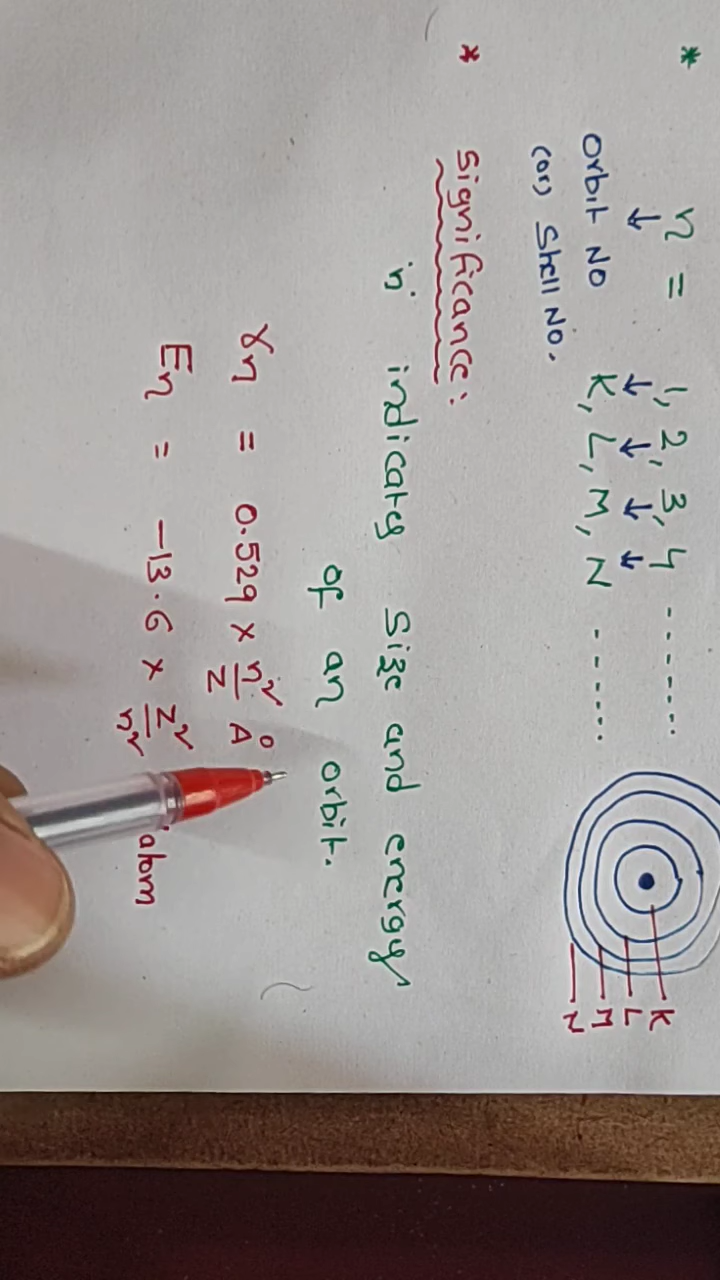 * n = 1, 2, 3, 4 -------
↓ ↓ ↓ ↓ ↓
Orbit No K, L, M, N -------
(or) Shell No.
K
L
M
N
* Significance:
'n' indicates Size and energy
of an orbit.
rn = 0.529 × n²/Z Å
En = -13.6 × Z²/n² atom